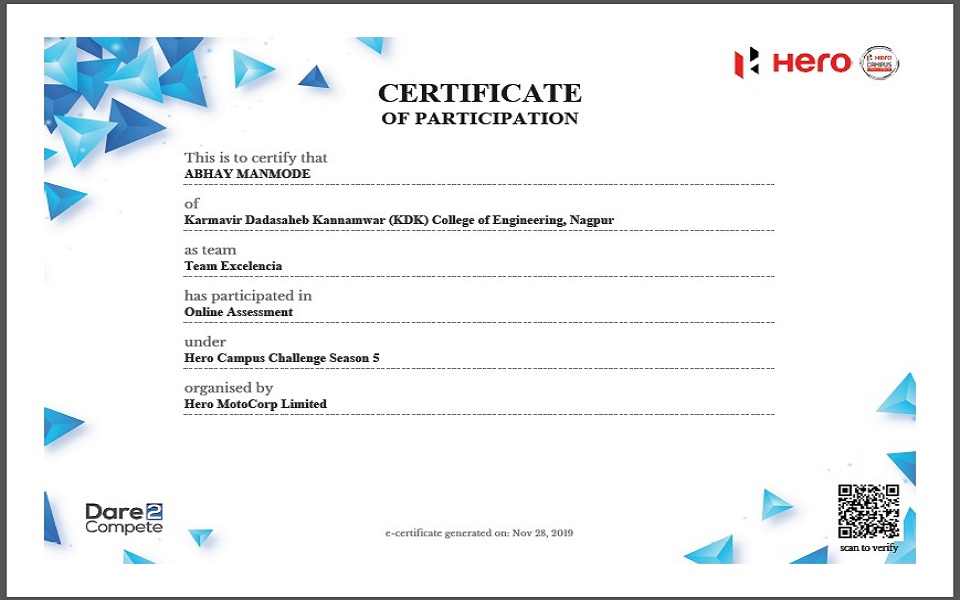 Hero
Hero
CAMPUS
CERTIFICATE
OF PARTICIPATION
This is to certify that
ABHAY MANMODE
of
Karmavir Dadasaheb Kannamwar (KDK) College of Engineering, Nagpur
as team
Team Excelencia
has participated in
Online Assessment
under
Hero Campus Challenge Season 5
organised by
Hero MotoCorp Limited
Dare2
Compete
e-certificate generated on: Nov 28, 2019
scan to verify